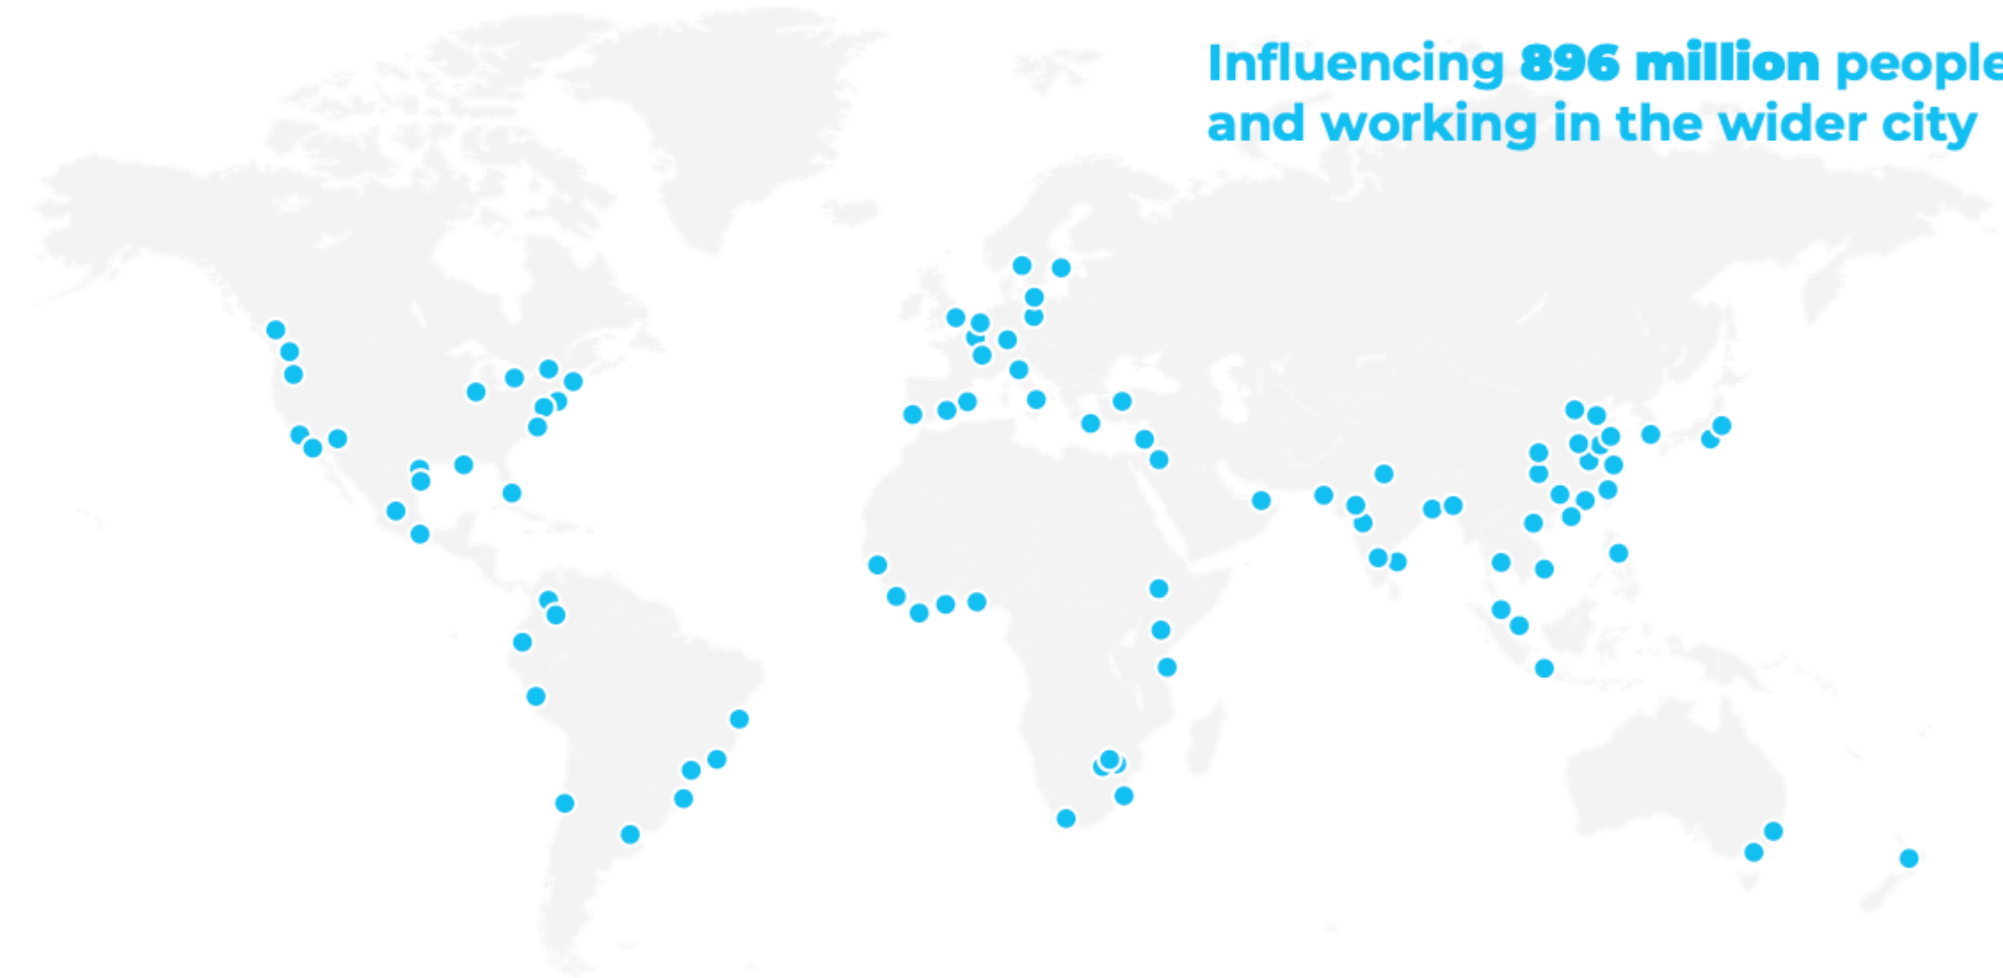 Influencing 896 million people
and working in the wider city